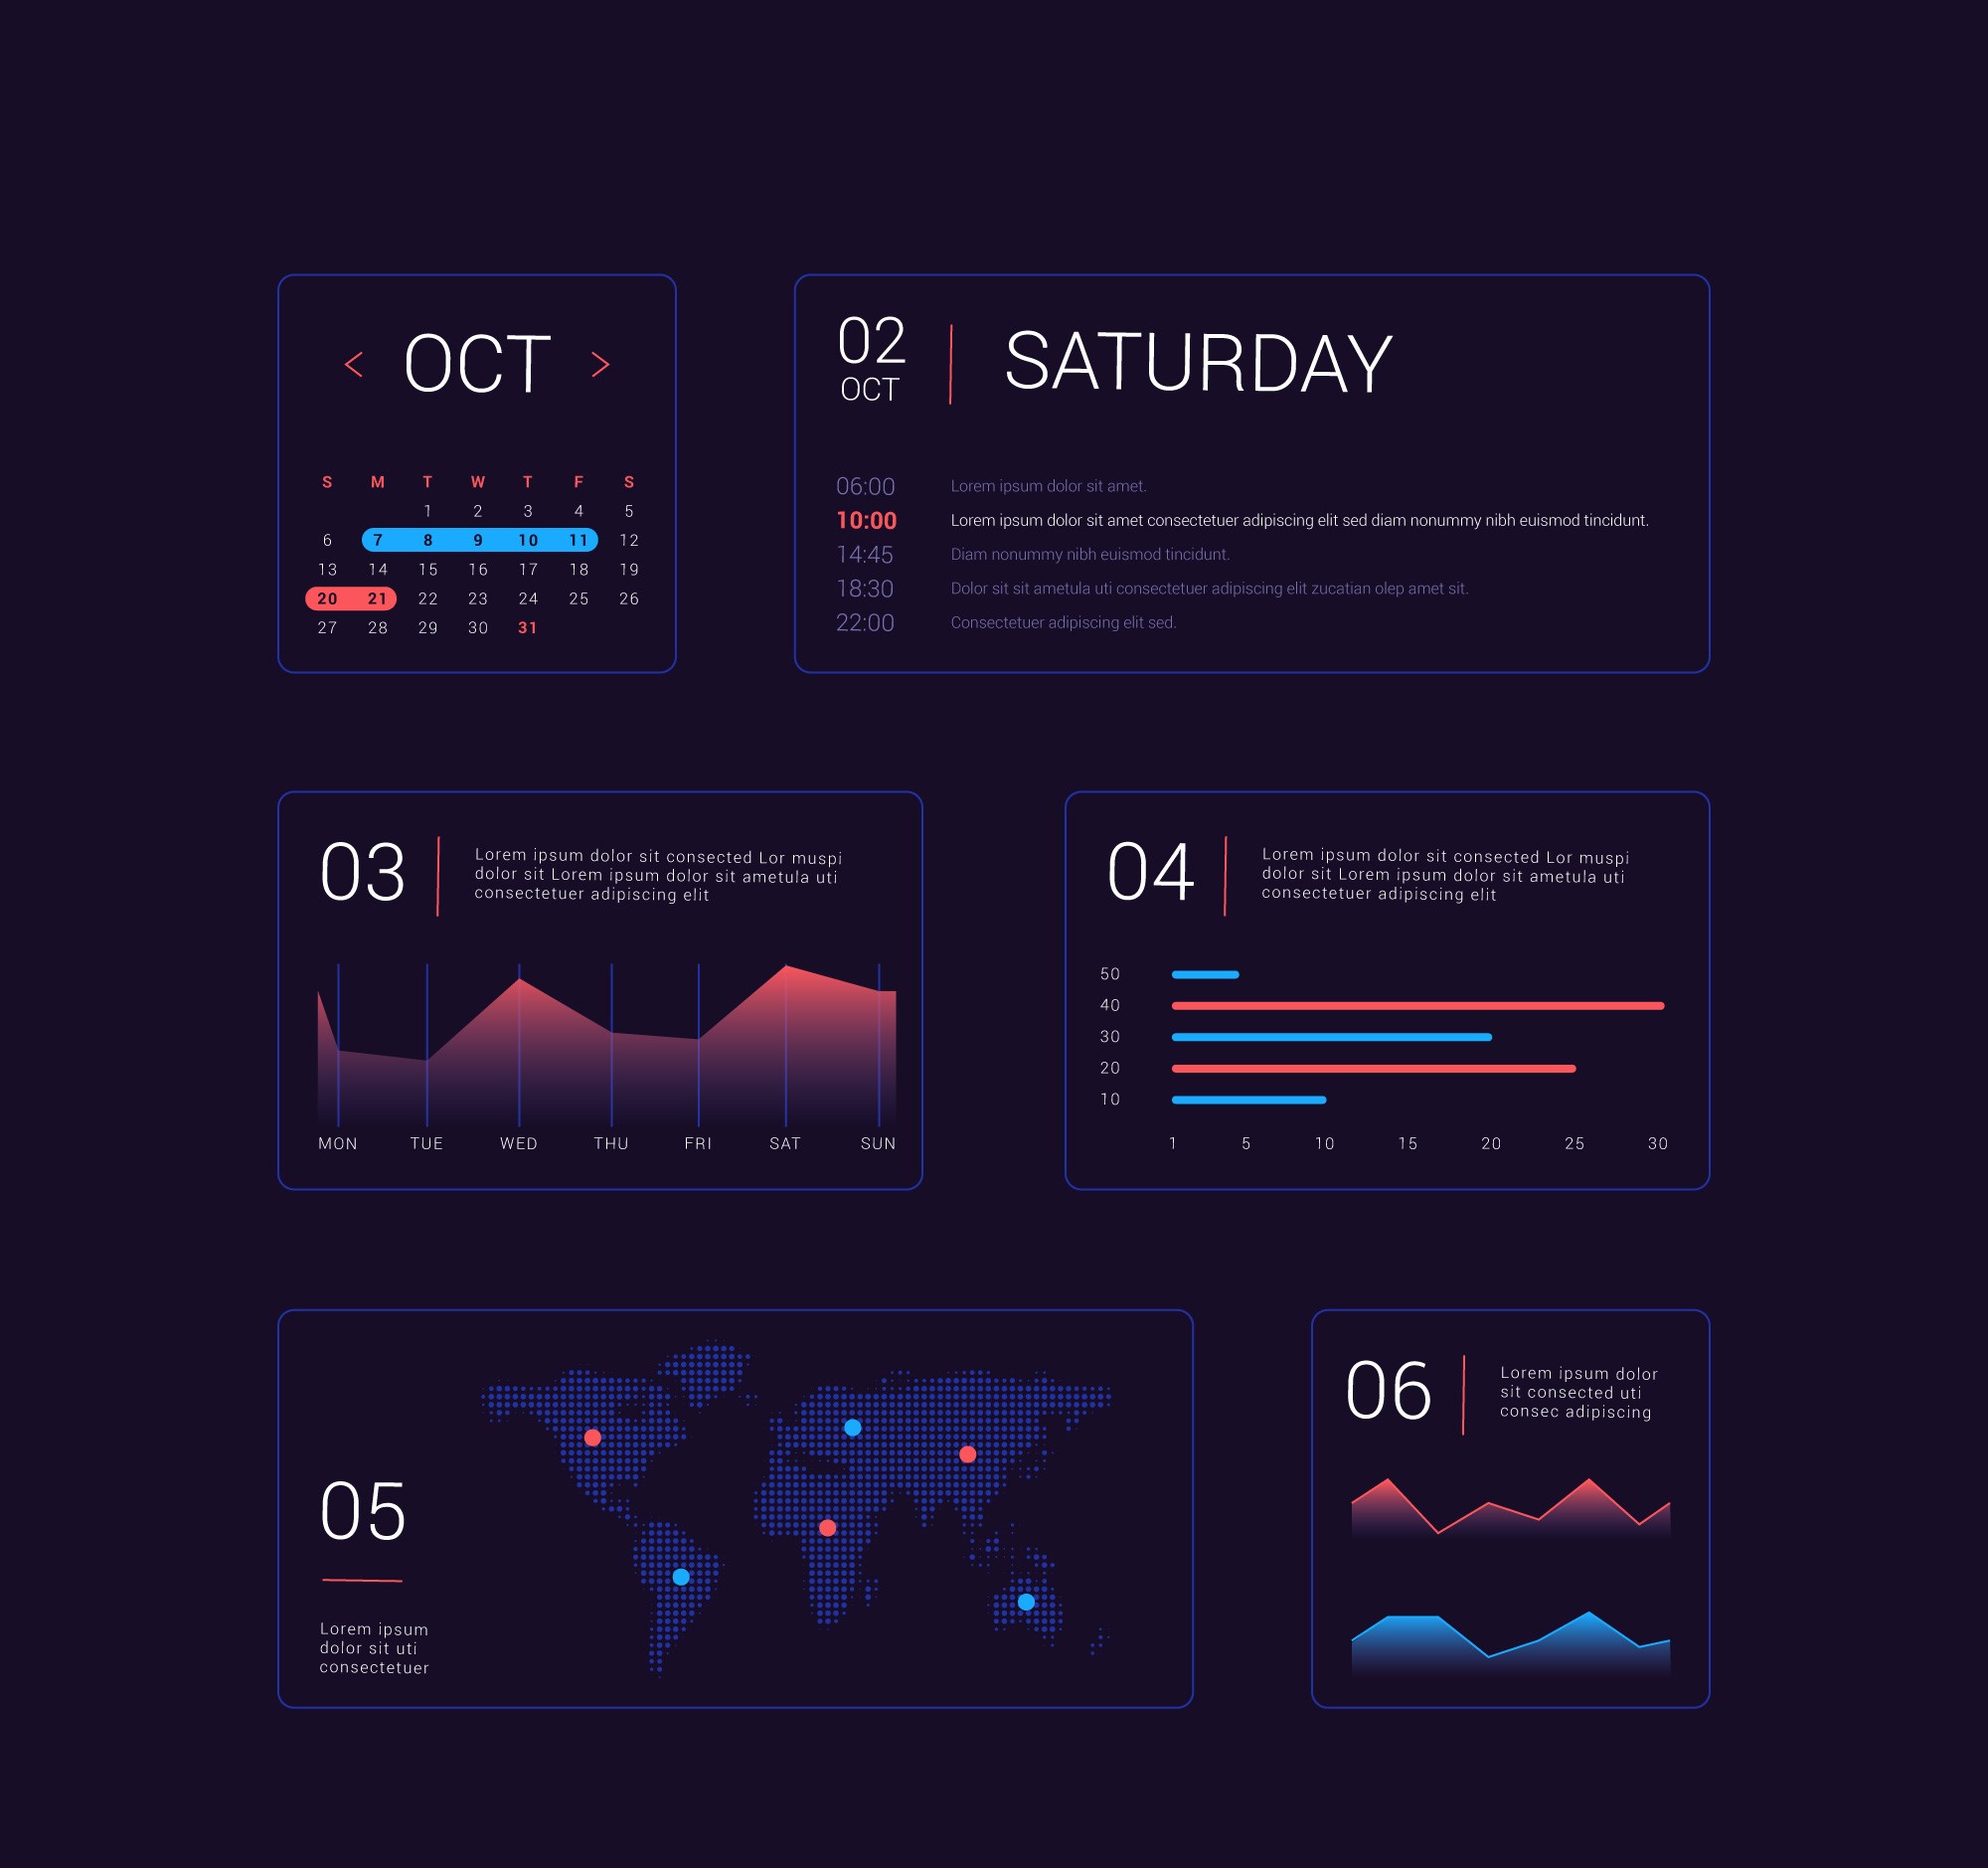 < OCT >
S M T W T F S
1 2 3 4 5
6 7 8 9 10 11 12
13 14 15 16 17 18 19
20 21 22 23 24 25 26
27 28 29 30 31
02
OCT
SATURDAY
06:00 Lorem ipsum dolor sit amet.
10:00 Lorem ipsum dolor sit amet consectetuer adipiscing elit sed diam nonummy nibh euismod tincidunt.
14:45 Diam nonummy nibh euismod tincidunt.
18:30 Dolor sit sit ametula uti consectetuer adipiscing elit zucatian olep amet sit.
22:00 Consectetuer adipiscing elit sed.
03
Lorem ipsum dolor sit consected Lor muspi
dolor sit Lorem ipsum dolor sit ametula uti
consectetuer adipiscing elit
MON TUE WED THU FRI SAT SUN
04
Lorem ipsum dolor sit consected Lor muspi
dolor sit Lorem ipsum dolor sit ametula uti
consectetuer adipiscing elit
50
40
30
20
10
1 5 10 15 20 25 30
05
Lorem ipsum
dolor sit uti
consectetuer
06
Lorem ipsum dolor
sit consected uti
consec adipiscing